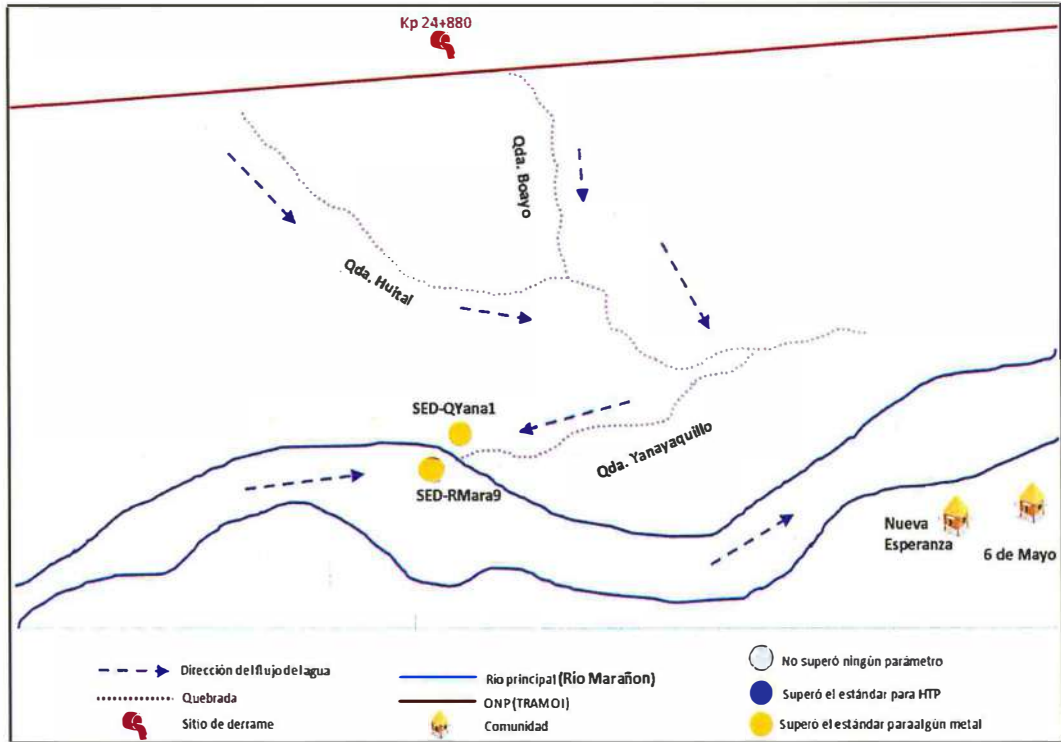 Kp 24+880
Qda. Boayo
Qda. Huital
SED-QYana1
Qda. Yanayaquillo
SED-RMara9
Nueva
Esperanza
6 de Mayo
Dirección del flujo del agua
Quebrada
Sitio de derrame
Rio principal (Rio Marañon)
ONP (TRAMO I)
Comunidad
No superó ningún parámetro
Superó el estándar para HTP
Superó el estándar para algún metal